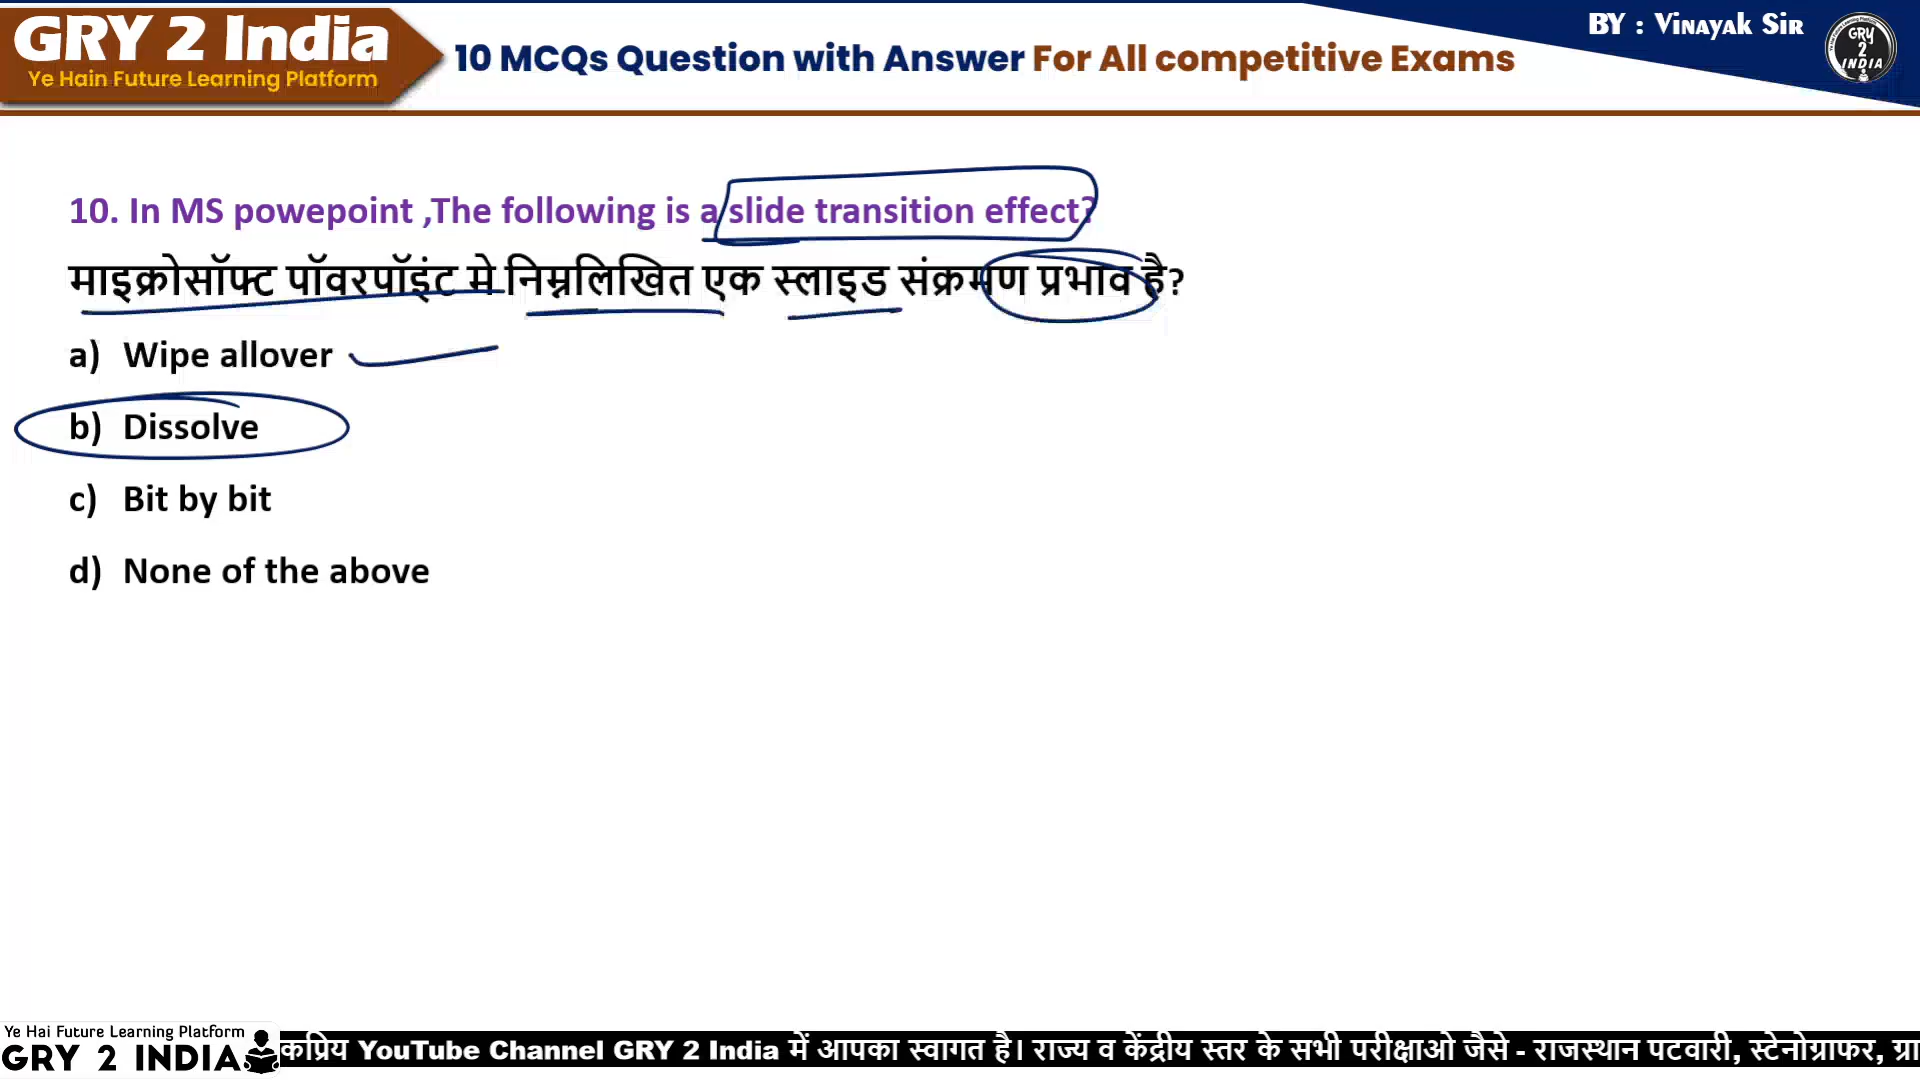 GRY 2 India
Ye Hain Future Learning Platform
10 MCQs Question with Answer For All competitive Exams
BY : Vinayak Sir
GRY
2
INDIA
10. In MS powepoint ,The following is a slide transition effect?
माइक्रोसॉफ्ट पॉवरपॉइंट मे निम्नलिखित एक स्लाइड संक्रमण प्रभाव है?
a) Wipe allover
b) Dissolve
c) Bit by bit
d) None of the above
Ye Hai Future Learning Platform
GRY 2 INDIA
कप्रिय YouTube Channel GRY 2 India में आपका स्वागत है। राज्य व केंद्रीय स्तर के सभी परीक्षाओ जैसे - राजस्थान पटवारी, स्टेनोग्राफर, ग्रा